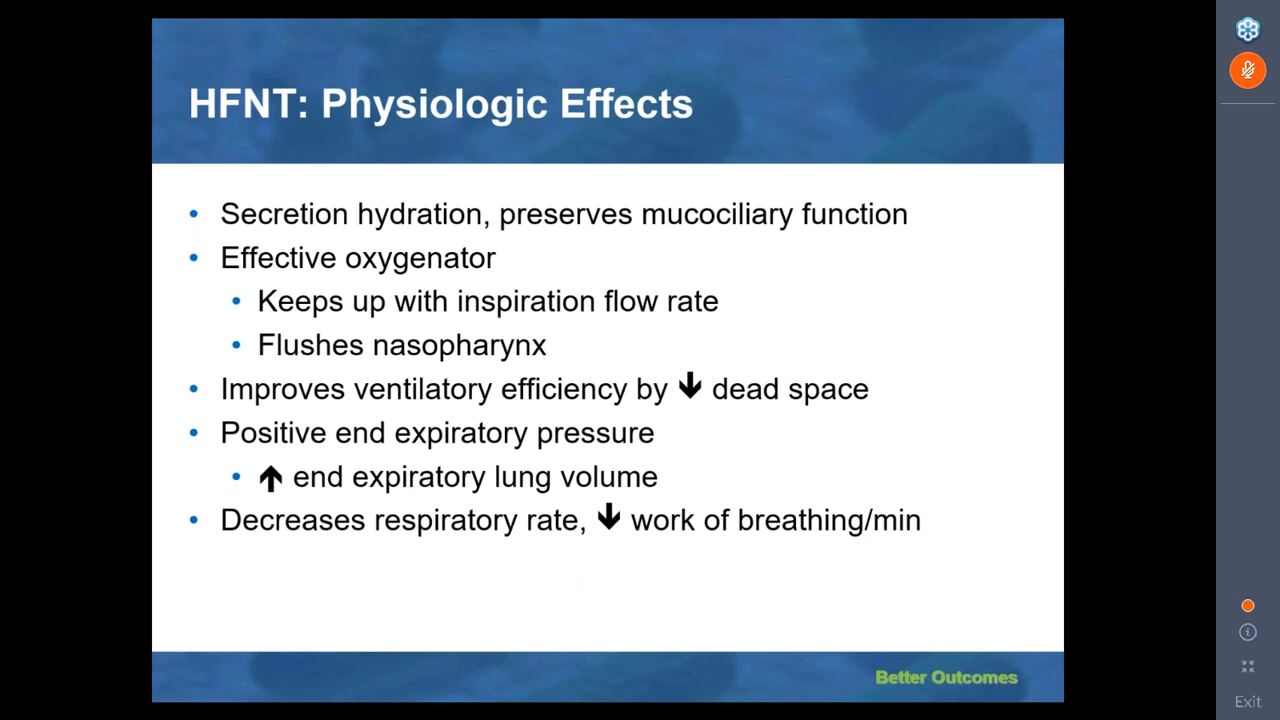 HFNT: Physiologic Effects
• Secretion hydration, preserves mucociliary function
• Effective oxygenator
• Keeps up with inspiration flow rate
• Flushes nasopharynx
• Improves ventilatory efficiency by ↓ dead space
• Positive end expiratory pressure
• ↑ end expiratory lung volume
• Decreases respiratory rate, ↓ work of breathing/min
Better Outcomes
Exit